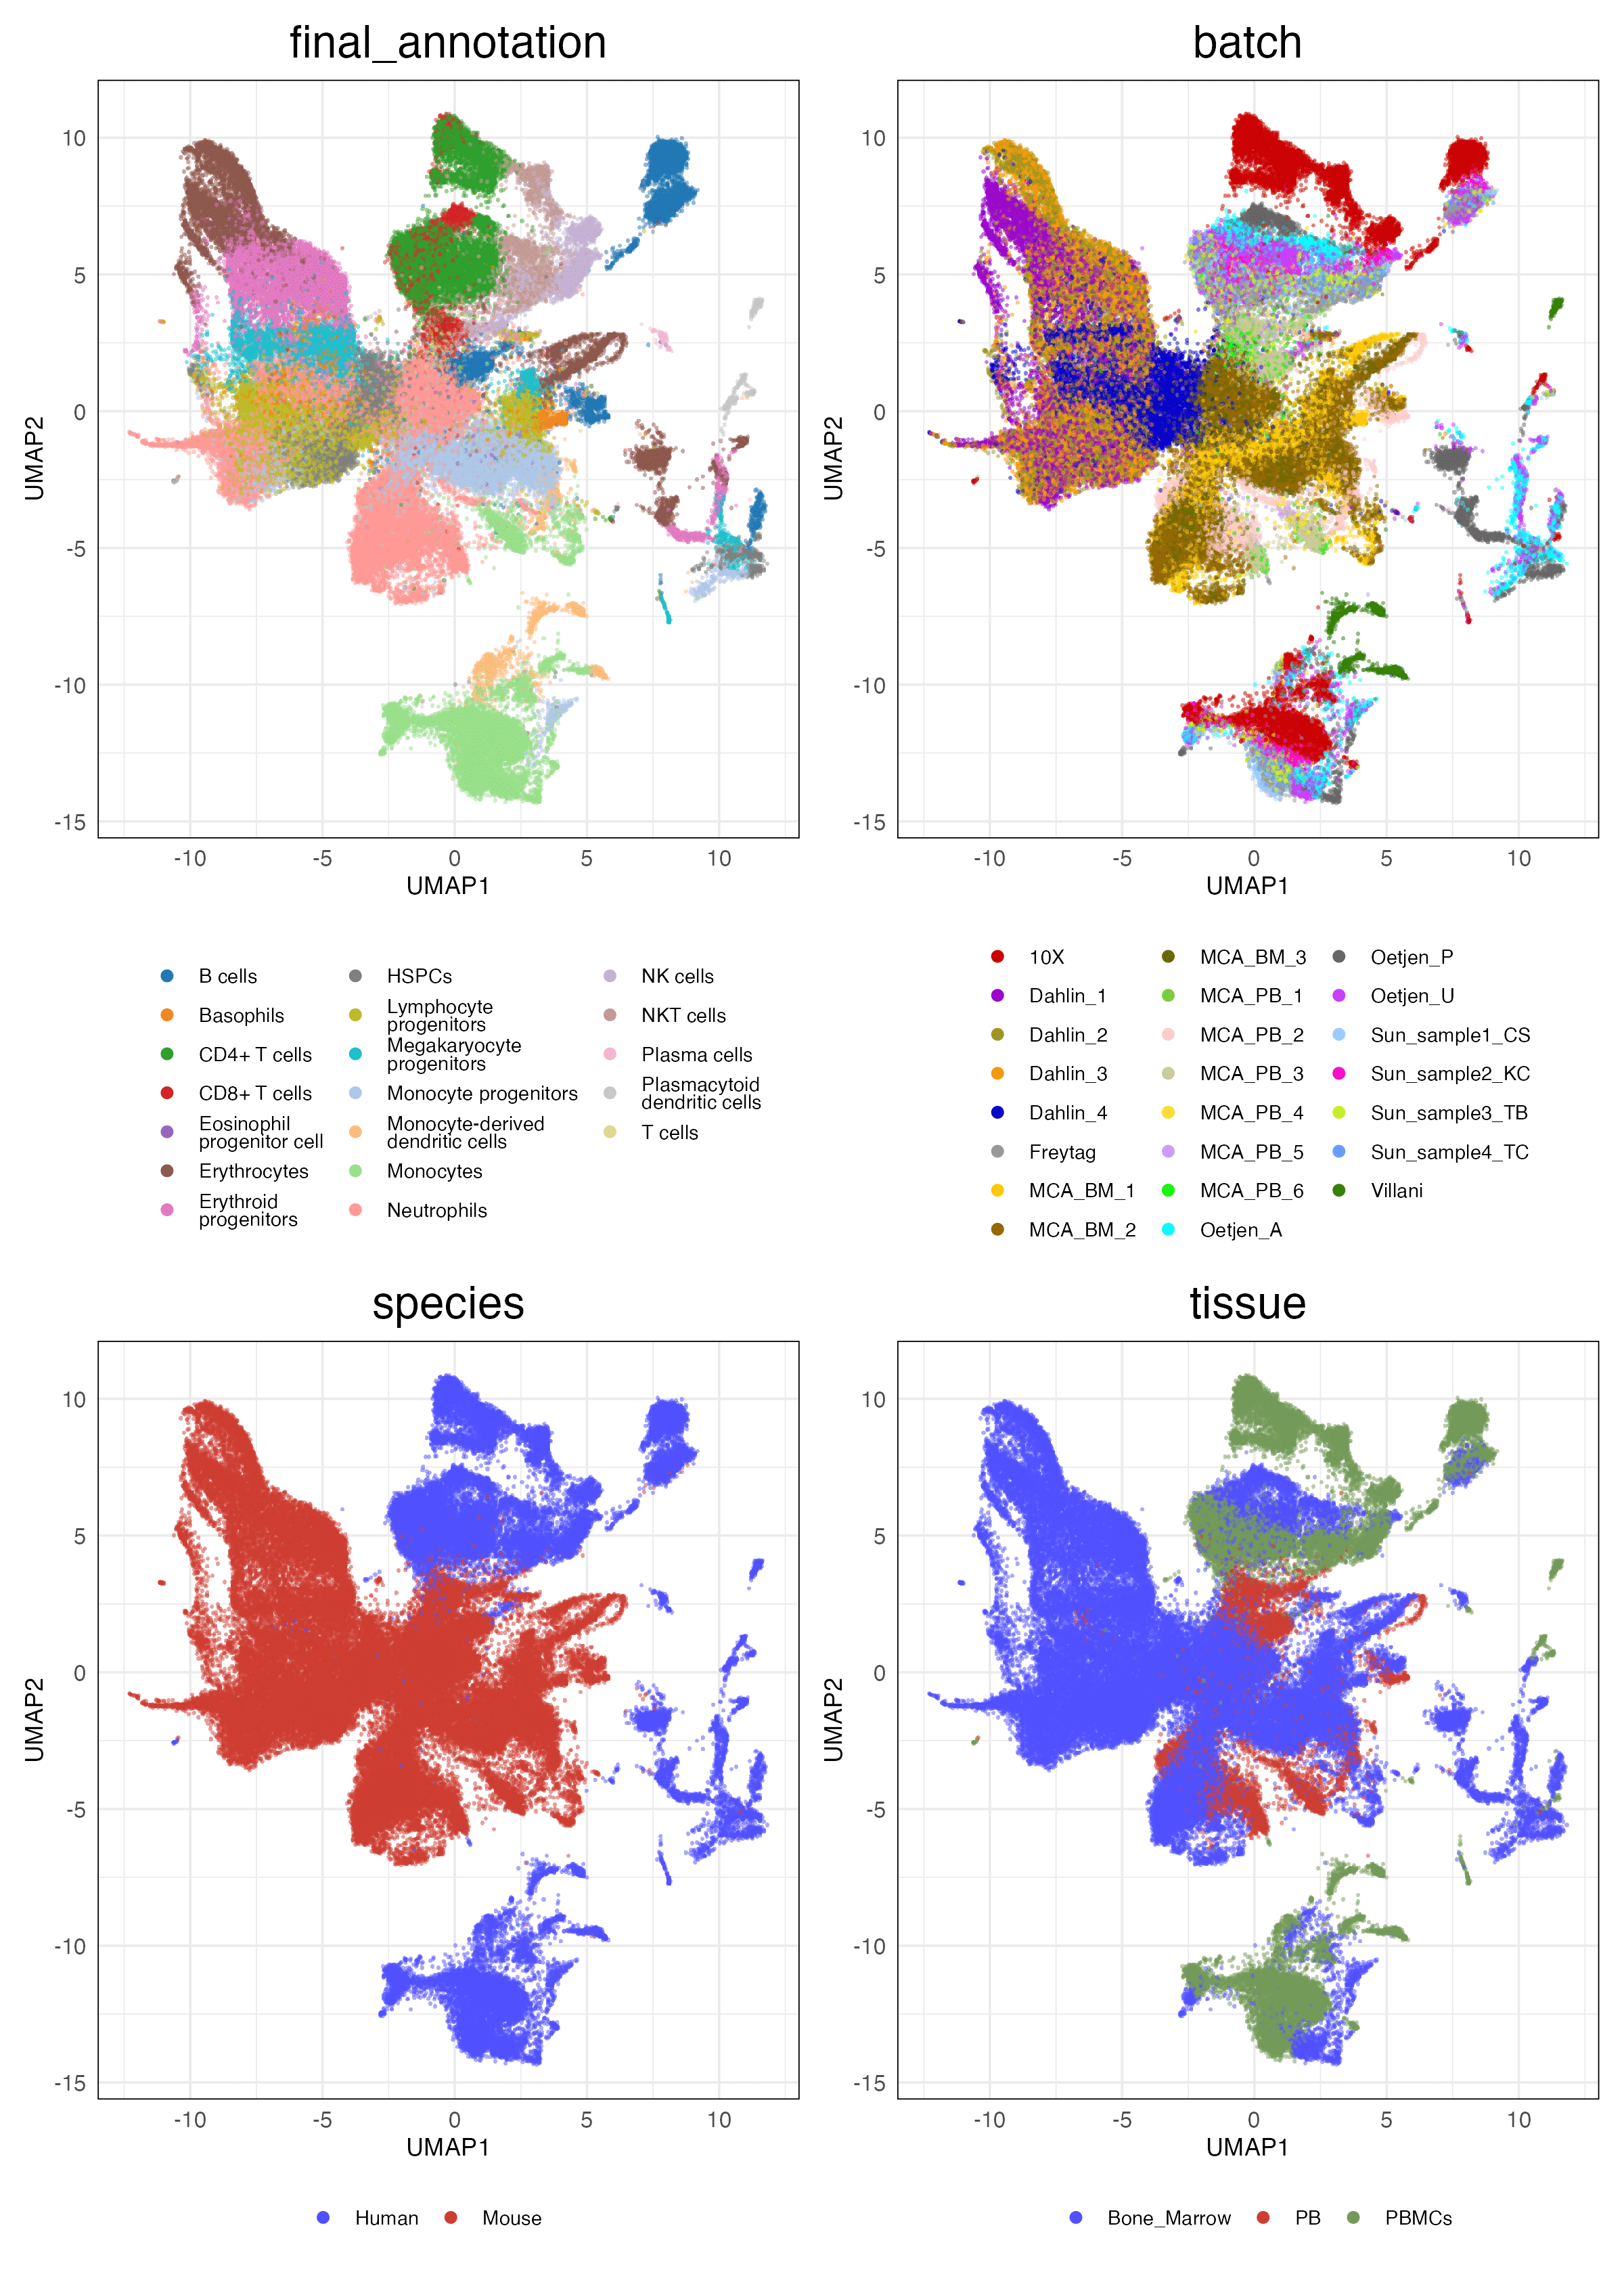 final_annotation
10
5
0
-5
-10
-15
UMAP2
-10
-5
0
5
10
UMAP1
B cells
Basophils
CD4+ T cells
CD8+ T cells
Eosinophil
progenitor cell
Erythrocytes
Erythroid
progenitors
HSPCs
Lymphocyte
progenitors
Megakaryocyte
progenitors
Monocyte progenitors
Monocyte-derived
dendritic cells
Monocytes
Neutrophils
NK cells
NKT cells
Plasma cells
Plasmacytoid
dendritic cells
T cells
batch
10
5
0
-5
-10
-15
UMAP2
-10
-5
0
5
10
UMAP1
10X
Dahlin_1
Dahlin_2
Dahlin_3
Dahlin_4
Freytag
MCA_BM_1
MCA_BM_2
MCA_BM_3
MCA_PB_1
MCA_PB_2
MCA_PB_3
MCA_PB_4
MCA_PB_5
MCA_PB_6
Oetjen_A
Oetjen_P
Oetjen_U
Sun_sample1_CS
Sun_sample2_KC
Sun_sample3_TB
Sun_sample4_TC
Villani
species
10
5
0
-5
-10
-15
UMAP2
-10
-5
0
5
10
UMAP1
Human
Mouse
tissue
10
5
0
-5
-10
-15
UMAP2
-10
-5
0
5
10
UMAP1
Bone_Marrow
PB
PBMCs